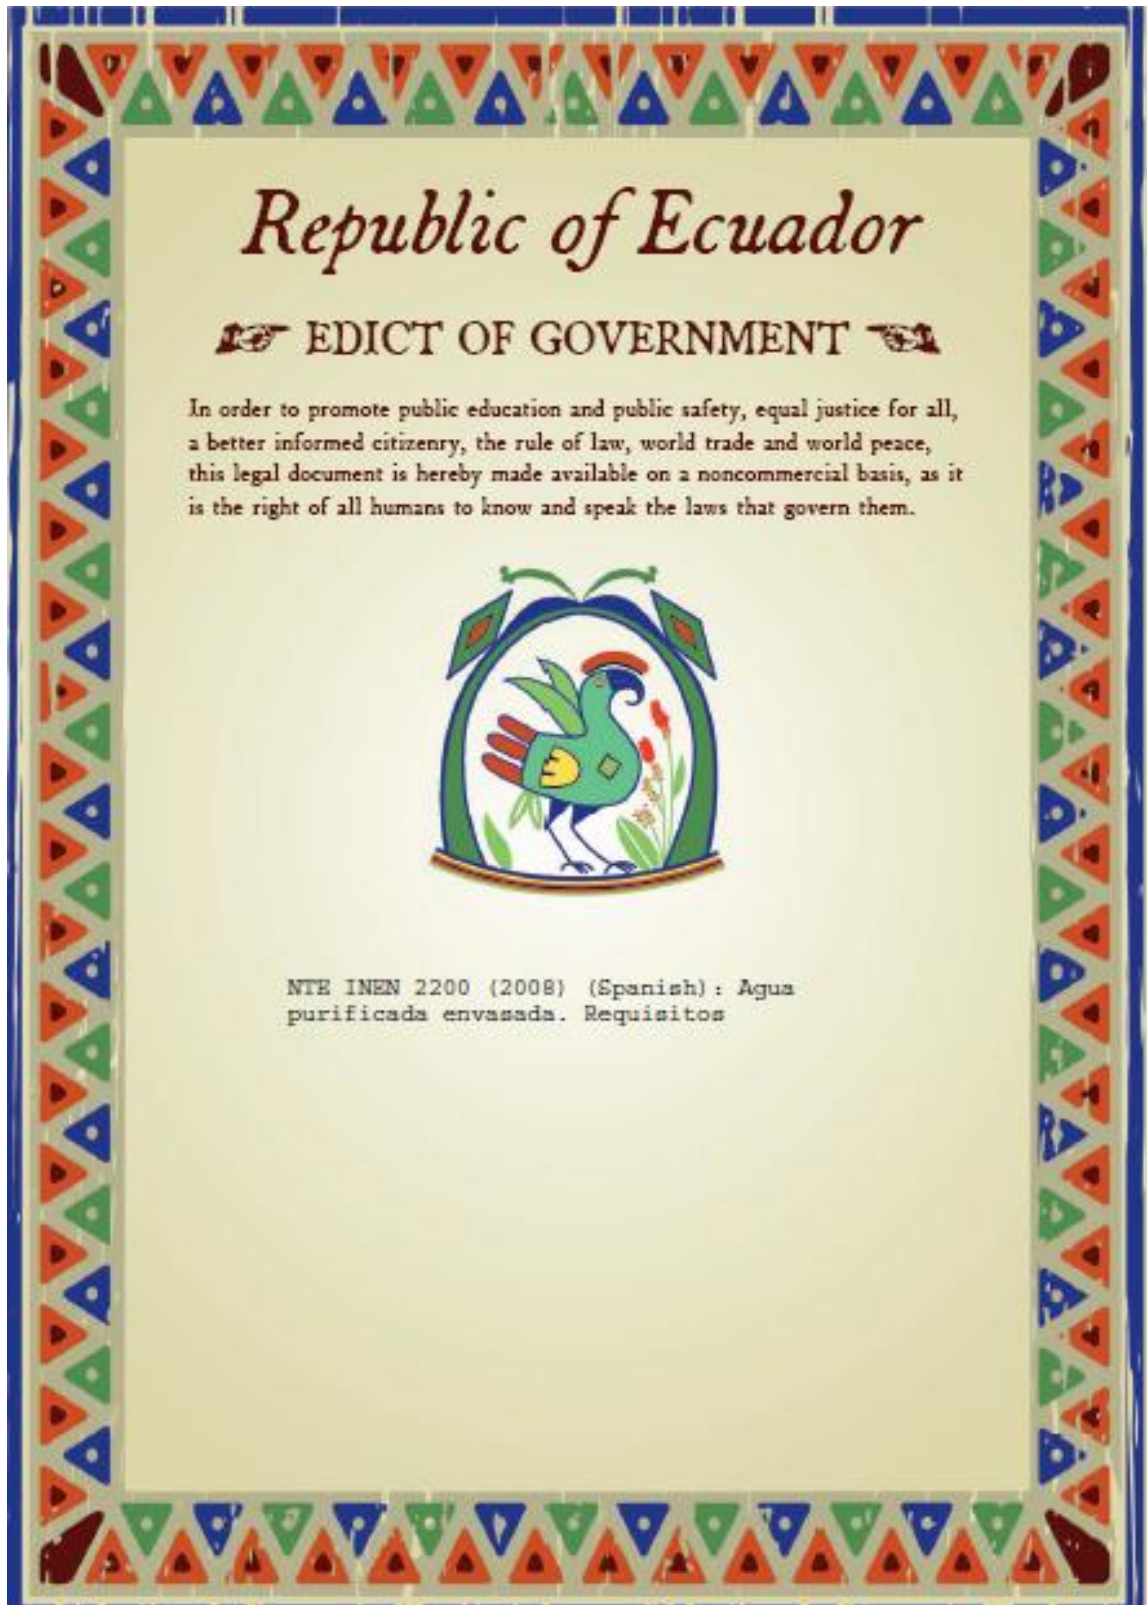 Republic of Ecuador
EDICT OF GOVERNMENT
In order to promote public education and public safety, equal justice for all,
a better informed citizenry, the rule of law, world trade and world peace,
this legal document is hereby made available on a noncommercial basis, as it
is the right of all humans to know and speak the laws that govern them.
NTE INEN 2200 (2008) (Spanish): Agua
purificada envasada. Requisitos